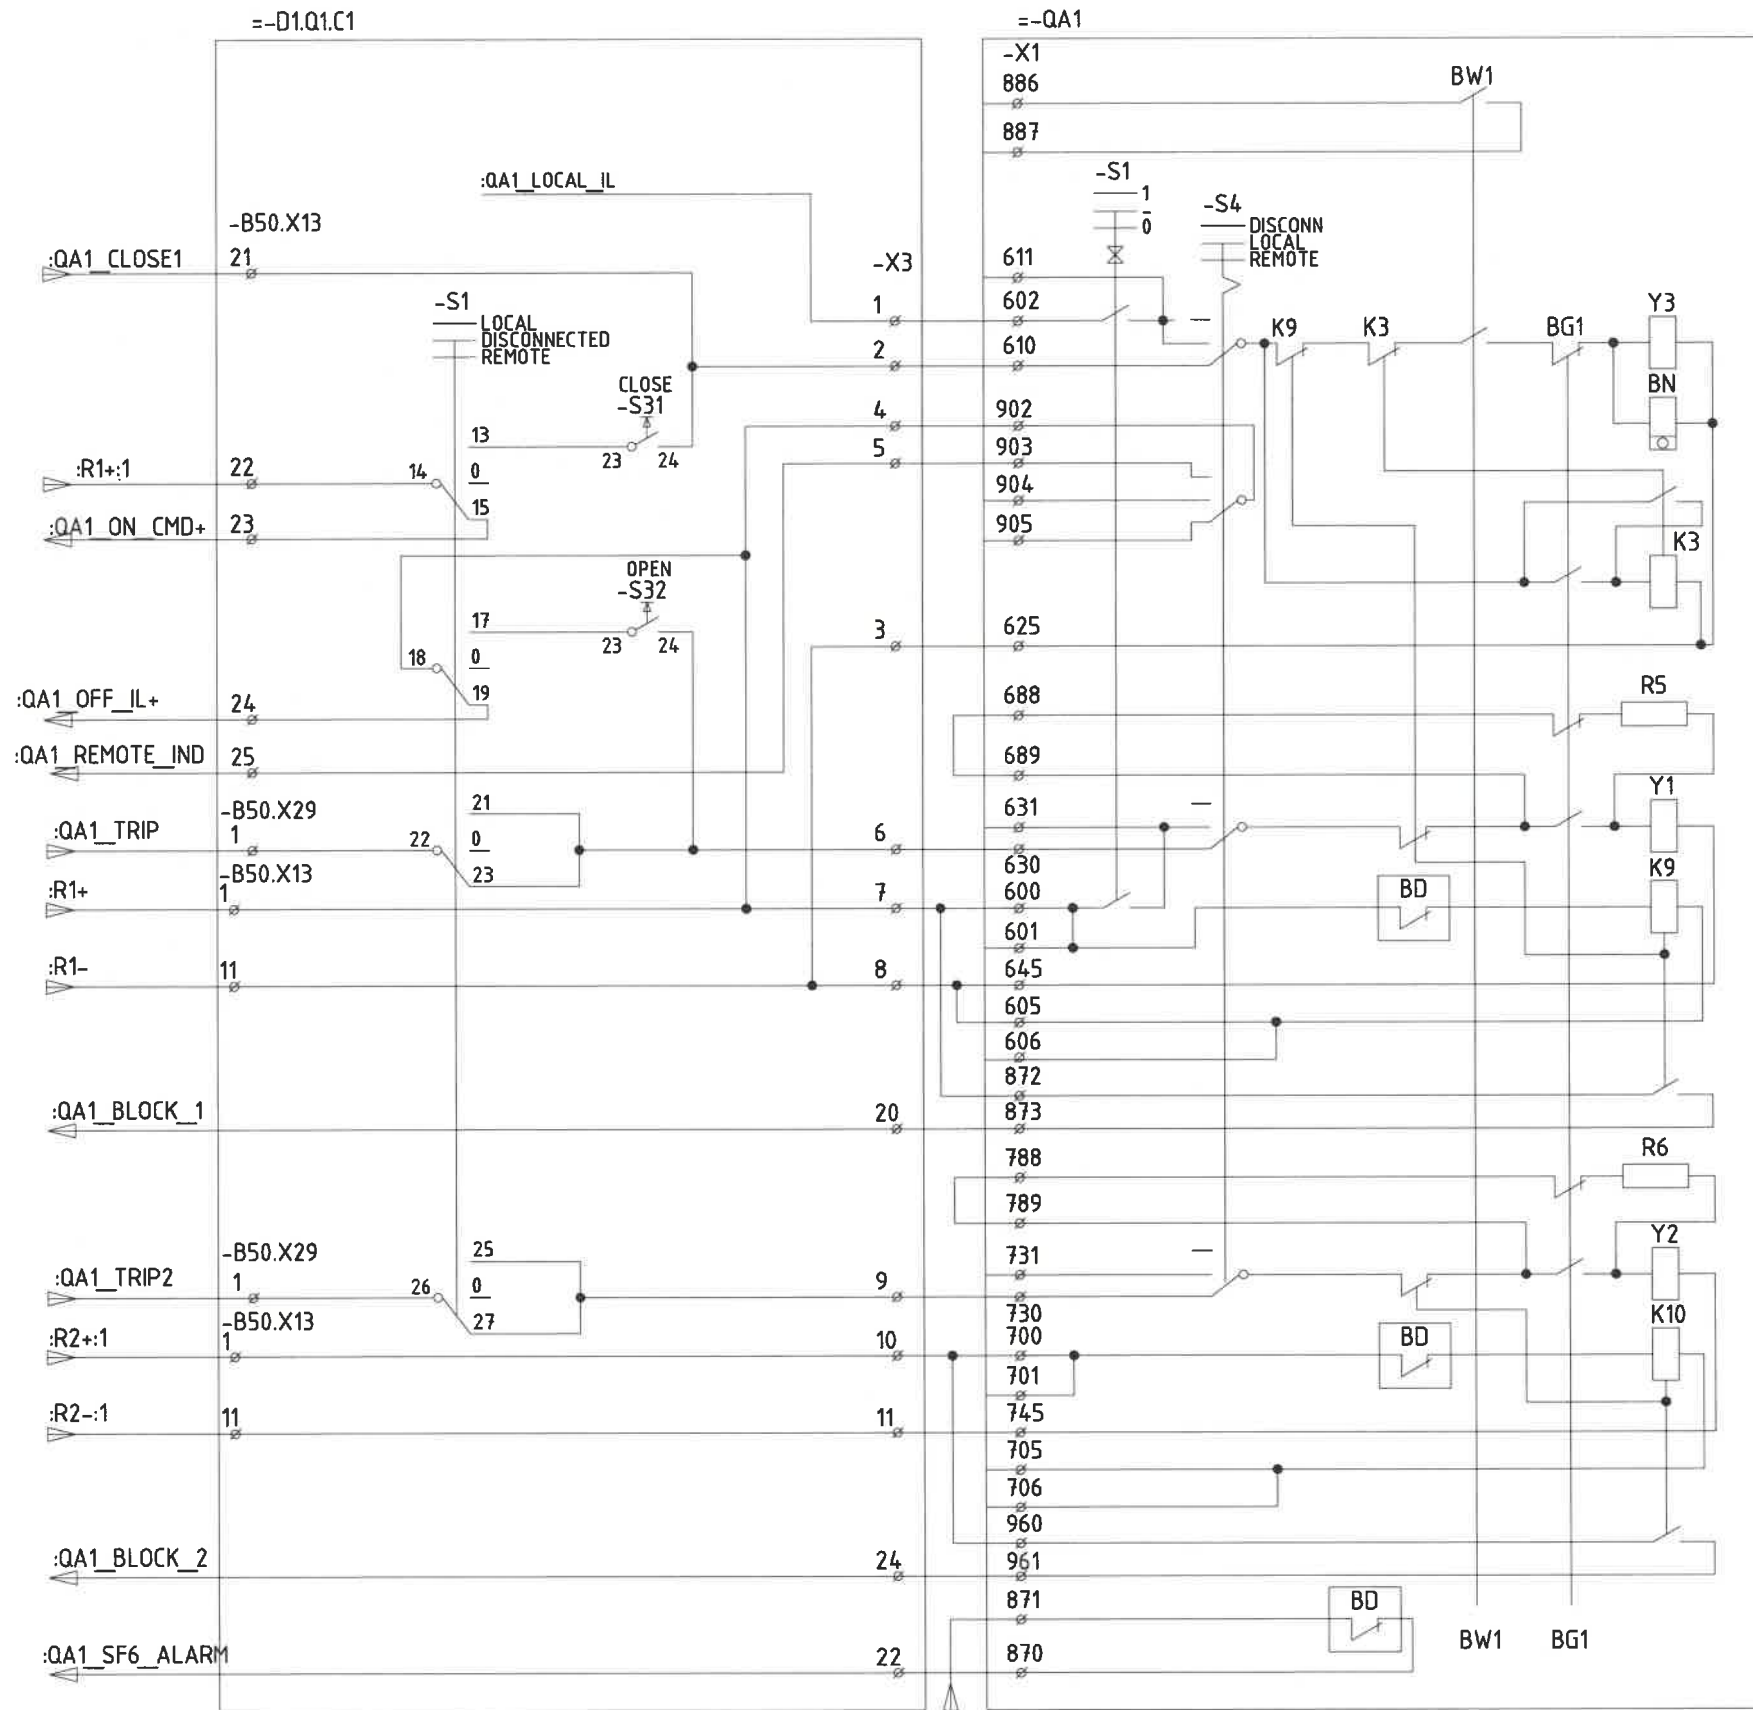 =-D1.Q1.C1
=-QA1
-X1
886
BW1
887
:QA1_LOCAL_IL
-S1
1
0
-S4
DISCONN
LOCAL
REMOTE
-B50.X13
:QA1_CLOSE1
21
-X3
611
-S1
LOCAL
DISCONNECTED
REMOTE
1
602
K9
K3
BG1
Y3
2
610
CLOSE
-S31
BN
4
902
13
23
24
5
903
:R1+:1
22
14
0
904
15
:QA1_ON_CMD+
23
905
K3
OPEN
-S32
17
23
24
3
625
18
0
19
:QA1_OFF_IL+
24
688
R5
:QA1_REMOTE_IND
25
689
-B50.X29
21
631
Y1
:QA1_TRIP
1
22
0
6
630
-B50.X13
23
:R1+
1
7
600
BD
K9
601
:R1-
11
8
645
605
606
872
:QA1_BLOCK_1
20
873
788
R6
789
-B50.X29
25
731
Y2
:QA1_TRIP2
1
26
0
9
730
-B50.X13
27
:R2+:1
1
10
700
BD
K10
701
:R2-:1
11
11
745
705
706
960
:QA1_BLOCK_2
24
961
871
BD
BW1
BG1
:QA1_SF6_ALARM
22
870